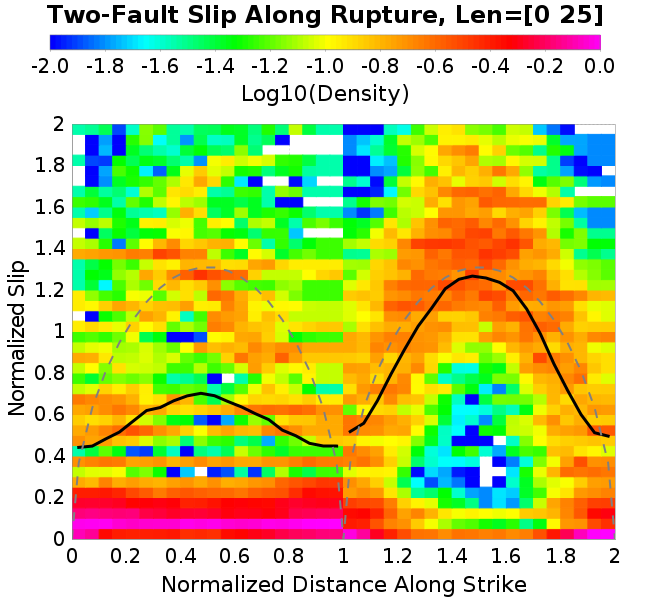 Two-Fault Slip Along Rupture, Len=[0 25]
-2.0 -1.8 -1.6 -1.4 -1.2 -1.0 -0.8 -0.6 -0.4 -0.2 0.0
Log10(Density)
2
1.8
1.6
1.4
1.2
1
0.8
0.6
0.4
0.2
0
Normalized Slip
0 0.2 0.4 0.6 0.8 1 1.2 1.4 1.6 1.8 2
Normalized Distance Along Strike